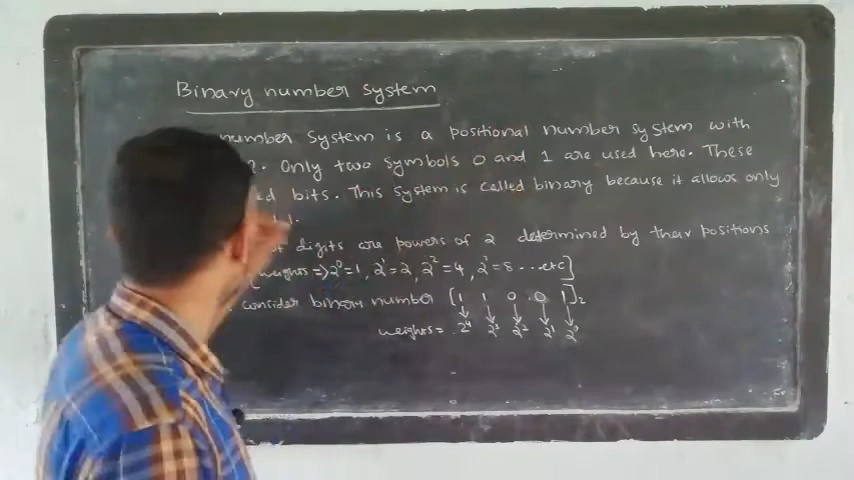 Binary number system
number system is a positional number system with
2. Only two symbols 0 and 1 are used here. These
bits. This system is called binary because it allows only
digits are powers of 2 determined by their positions
[weights => 2⁰=1, 2¹=2, 2²=4, 2³=8 ... etc]
consider binary number [1 1 0 0 1]₂
weights = 2⁴ 2³ 2² 2¹ 2⁰